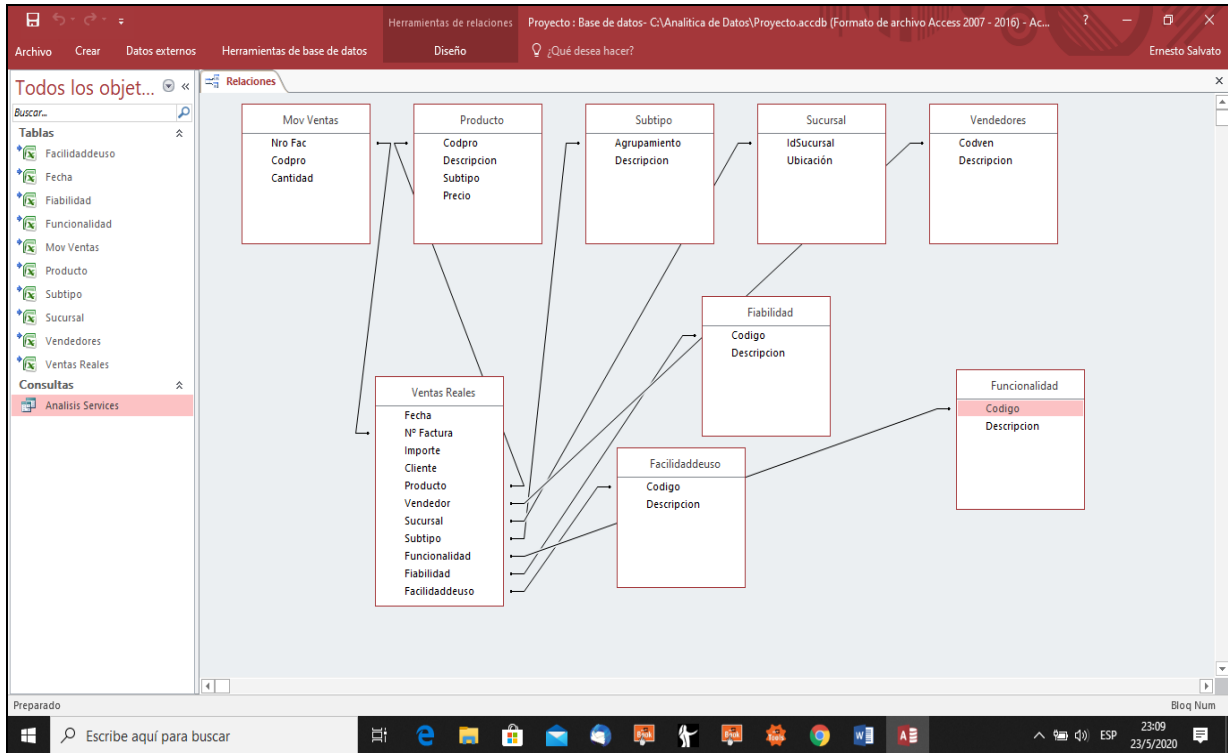 Herramientas de relaciones
Proyecto : Base de datos- C:\Analitica de Datos\Proyecto.accdb (Formato de archivo Access 2007 - 2016) - Ac...
?
Archivo
Crear
Datos externos
Herramientas de base de datos
Diseño
¿Qué desea hacer?
Ernesto Salvato
Todos los objet...
«
Buscar...
Tablas
Facilidaddeuso
Fecha
Fiabilidad
Funcionalidad
Mov Ventas
Producto
Subtipo
Sucursal
Vendedores
Ventas Reales
Consultas
Analisis Services
Relaciones
Mov Ventas
Nro Fac
Codpro
Cantidad
Producto
Codpro
Descripcion
Subtipo
Precio
Subtipo
Agrupamiento
Descripcion
Sucursal
IdSucursal
Ubicación
Vendedores
Codven
Descripcion
Fiabilidad
Codigo
Descripcion
Ventas Reales
Fecha
Nº Factura
Importe
Cliente
Producto
Vendedor
Sucursal
Subtipo
Funcionalidad
Fiabilidad
Facilidaddeuso
Facilidaddeuso
Codigo
Descripcion
Funcionalidad
Codigo
Descripcion
Preparado
Bloq Num
Escribe aquí para buscar
ESP
23:09
23/5/2020